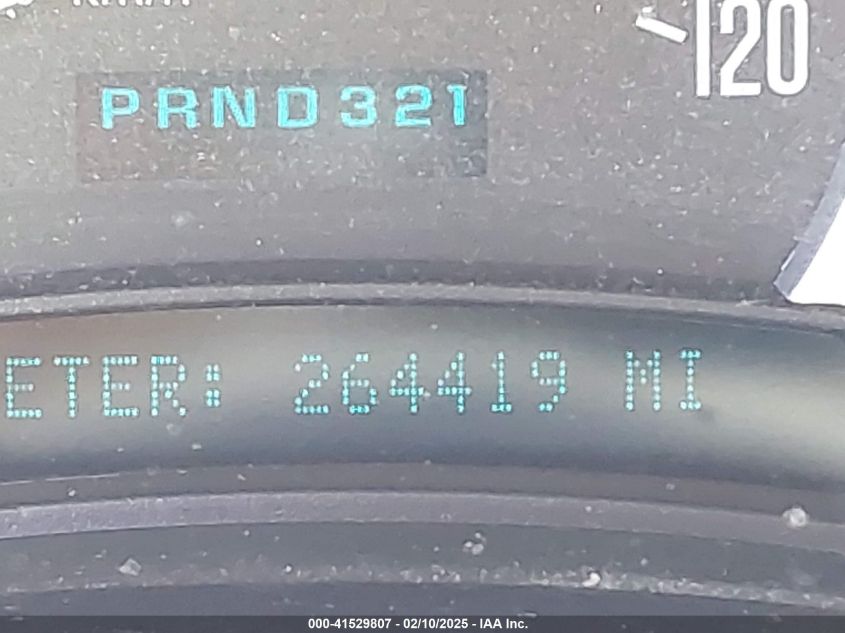 120
PRND321
ETER: 264419 MI
000-41529807 - 02/10/2025 - IAA Inc.